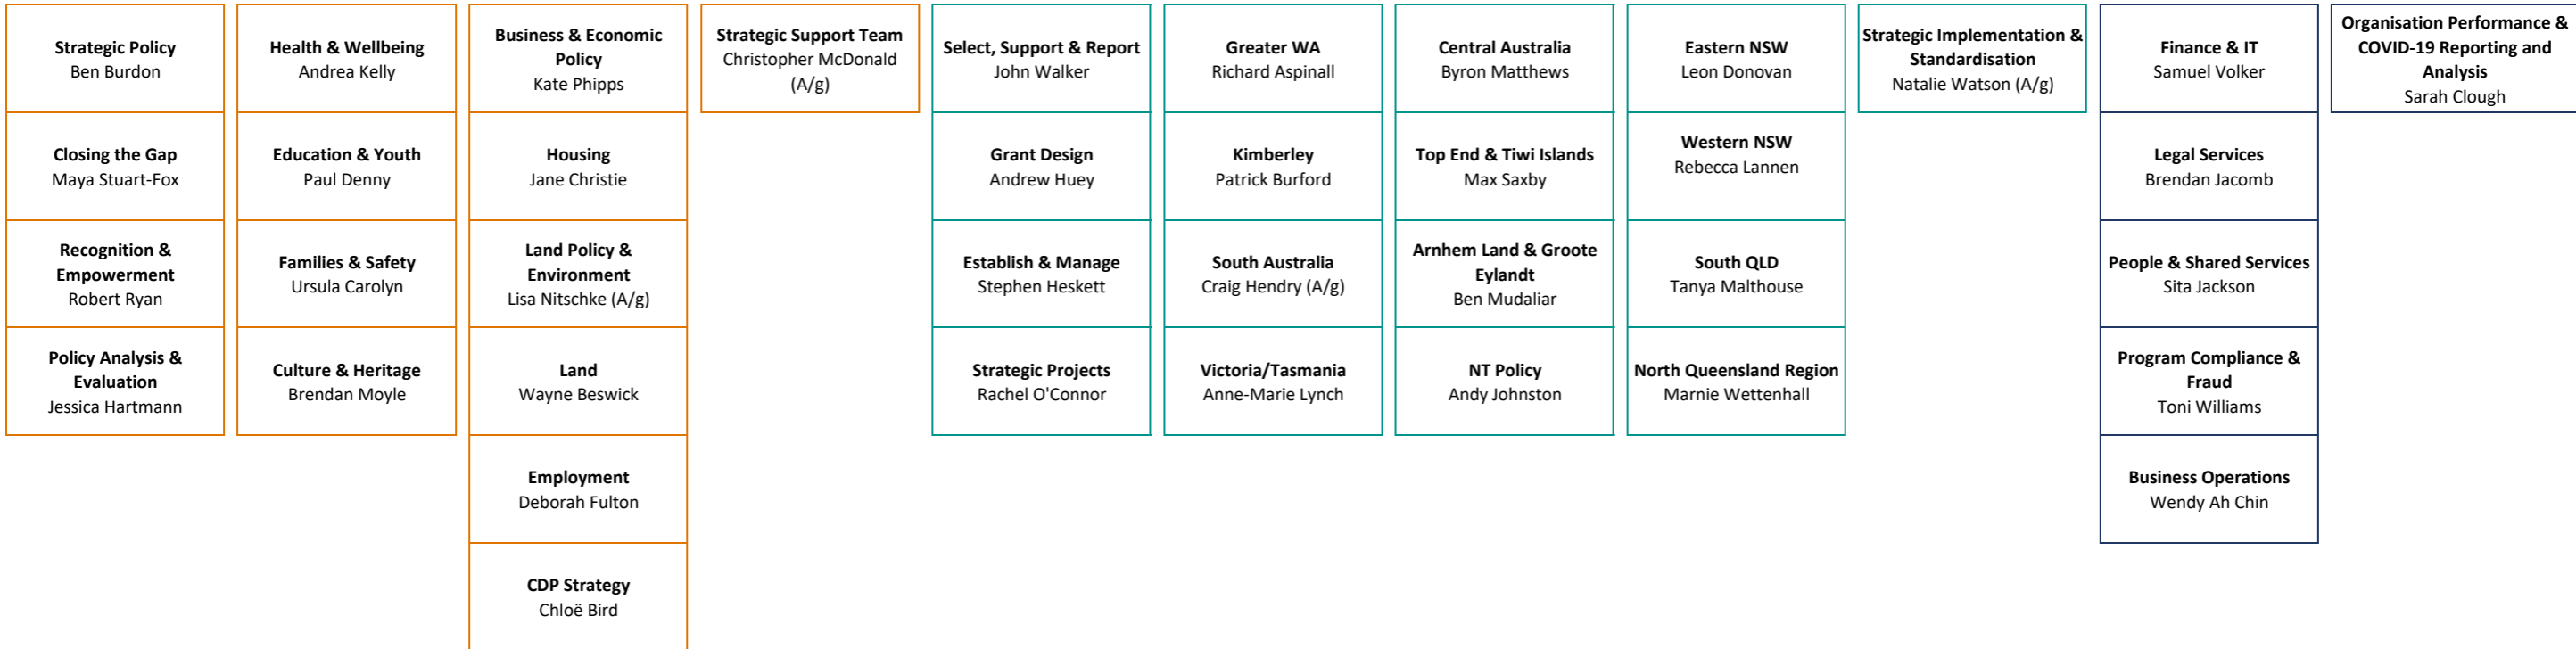 Strategic Policy
Ben Burdon
Closing the Gap
Maya Stuart-Fox
Recognition &
Empowerment
Robert Ryan
Policy Analysis &
Evaluation
Jessica Hartmann
Health & Wellbeing
Andrea Kelly
Education & Youth
Paul Denny
Families & Safety
Ursula Carolyn
Culture & Heritage
Brendan Moyle
Business & Economic
Policy
Kate Phipps
Housing
Jane Christie
Land Policy &
Environment
Lisa Nitschke (A/g)
Land
Wayne Beswick
Employment
Deborah Fulton
CDP Strategy
Chloë Bird
Strategic Support Team
Christopher McDonald
(A/g)
Select, Support & Report
John Walker
Grant Design
Andrew Huey
Establish & Manage
Stephen Heskett
Strategic Projects
Rachel O'Connor
Greater WA
Richard Aspinall
Kimberley
Patrick Burford
South Australia
Craig Hendry (A/g)
Victoria/Tasmania
Anne-Marie Lynch
Central Australia
Byron Matthews
Top End & Tiwi Islands
Max Saxby
Arnhem Land & Groote
Eylandt
Ben Mudaliar
NT Policy
Andy Johnston
Eastern NSW
Leon Donovan
Western NSW
Rebecca Lannen
South QLD
Tanya Malthouse
North Queensland Region
Marnie Wettenhall
Strategic Implementation &
Standardisation
Natalie Watson (A/g)
Finance & IT
Samuel Volker
Legal Services
Brendan Jacomb
People & Shared Services
Sita Jackson
Program Compliance &
Fraud
Toni Williams
Business Operations
Wendy Ah Chin
Organisation Performance &
COVID-19 Reporting and
Analysis
Sarah Clough